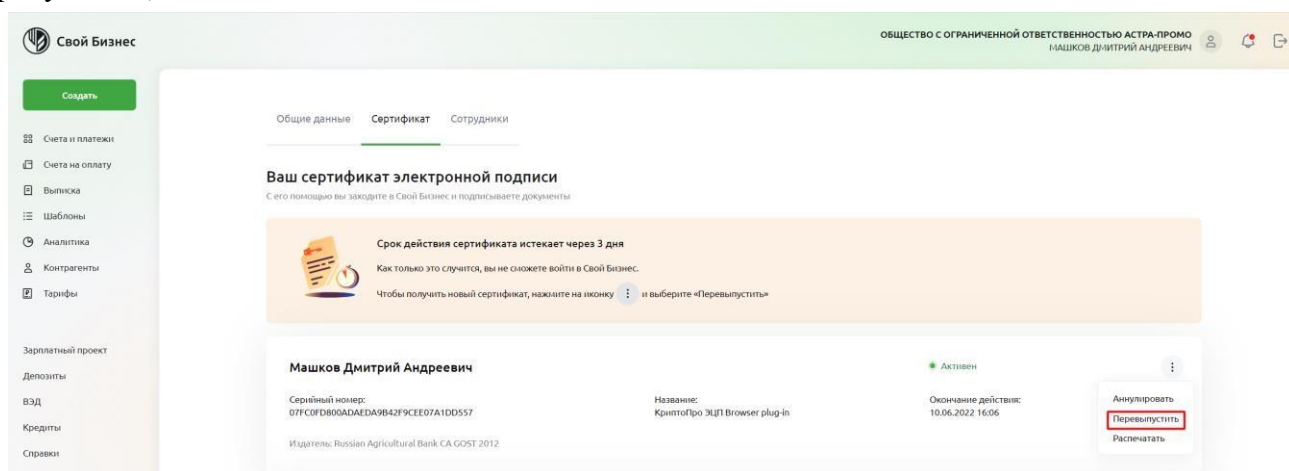 Свой Бизнес
ОБЩЕСТВО С ОГРАНИЧЕННОЙ ОТВЕТСТВЕННОСТЬЮ АСТРА-ПРОМО
МАШКОВ ДМИТРИЙ АНДРЕЕВИЧ
Создать
Счета и платежи
Счета на оплату
Выписка
Шаблоны
Аналитика
Контрагенты
Тарифы
Зарплатный проект
Депозиты
ВЭД
Кредиты
Справки
Общие данные Сертификат Сотрудники
Ваш сертификат электронной подписи
С его помощью вы заходите в Свой Бизнес и подписываете документы
Срок действия сертификата истекает через 3 дня
Как только это случится, вы не сможете войти в Свой Бизнес.
Чтобы получить новый сертификат, нажмите на иконку и выберите «Перевыпустить»
Машков Дмитрий Андреевич
Активен
Серийный номер:
07FC0FD800ADAEDA9B42F9CEE07A1DD557
Название:
КриптоПро ЭЦП Browser plug-in
Окончание действия:
10.06.2022 16:06
Издатель: Russian Agricultural Bank CA GOST 2012
Аннулировать
Перевыпустить
Распечатать